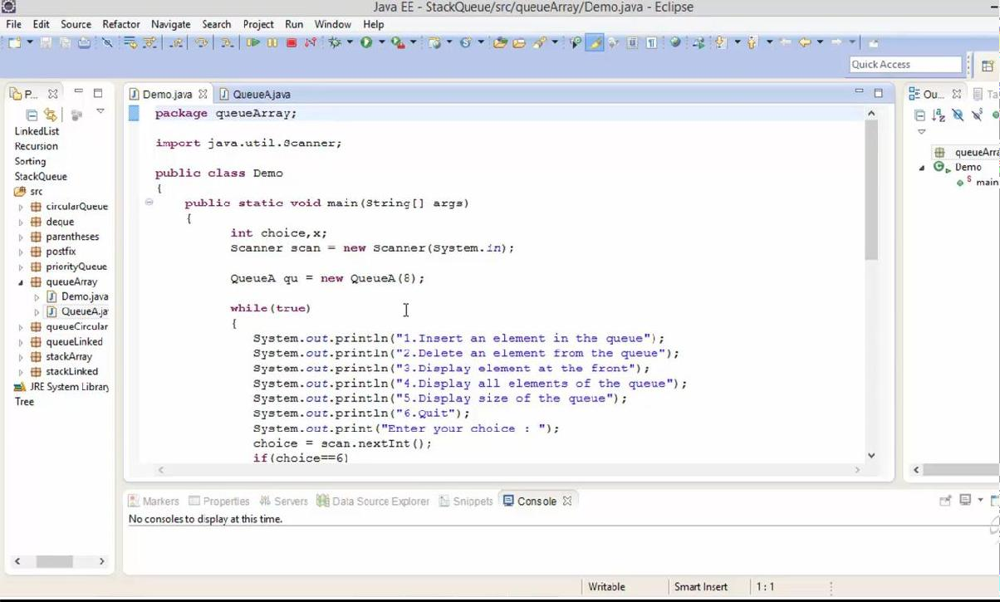 Java EE - StackQueue/src/queueArray/Demo.java - Eclipse
File Edit Source Refactor Navigate Search Project Run Window Help
Quick Access
P...
Demo.java
QueueA.java
Ou...
Ta
LinkedList
Recursion
Sorting
StackQueue
src
circularQueue
deque
parentheses
postfix
priorityQueue
queueArray
Demo.java
QueueA.ja
queueCircular
queueLinked
stackArray
stackLinked
JRE System Library
Tree
package queueArray;
import java.util.Scanner;
public class Demo
{
public static void main(String[] args)
{
int choice,x;
Scanner scan = new Scanner(System.in);
QueueA qu = new QueueA(8);
while(true)
{
System.out.println("1.Insert an element in the queue");
System.out.println("2.Delete an element from the queue");
System.out.println("3.Display element at the front");
System.out.println("4.Display all elements of the queue");
System.out.println("5.Display size of the queue");
System.out.println("6.Quit");
System.out.print("Enter your choice : ");
choice = scan.nextInt();
if(choice==6)
queueArra
Demo
main
Markers Properties Servers Data Source Explorer Snippets Console
No consoles to display at this time.
Writable Smart Insert 1 : 1